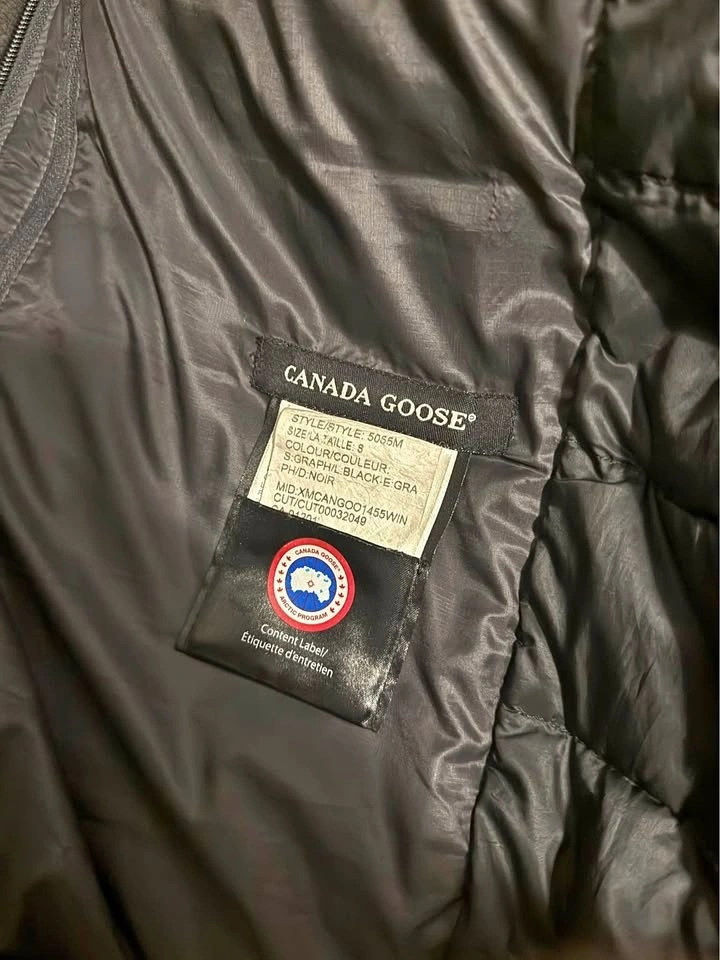 CANADA GOOSE®
STYLE/STYLE: 5065M
SIZE/LA TAILLE: S
COLOUR/COULEUR:
S:GRAPH/L:BLACK-E:GRA
PH/D:NOIR
MID:XMCANGOO1455WIN
CUT/CUT00032049
CANADA GOOSE®
ARCTIC PROGRAM
Content Label/
Étiquette d'entretien